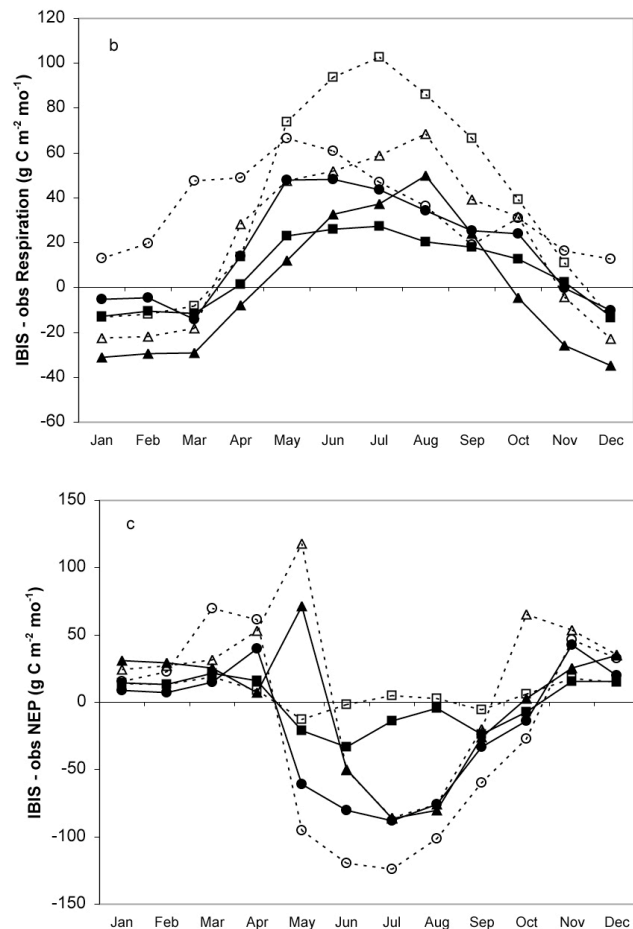 b
IBIS - obs Respiration (g C m⁻² mo⁻¹)
120
100
80
60
40
20
0
-20
-40
-60
Jan Feb Mar Apr May Jun Jul Aug Sep Oct Nov Dec
c
IBIS - obs NEP (g C m⁻² mo⁻¹)
150
100
50
0
-50
-100
-150
Jan Feb Mar Apr May Jun Jul Aug Sep Oct Nov Dec